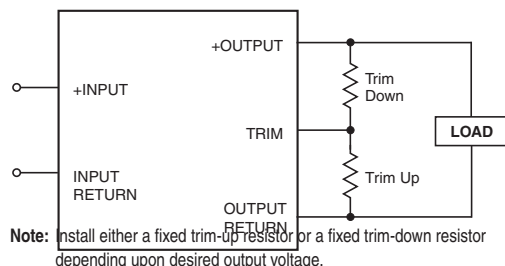 +OUTPUT
Trim
Down
+INPUT
TRIM
LOAD
Trim Up
INPUT
RETURN
OUTPUT
RETURN
Note: Install either a fixed trim-up resistor or a fixed trim-down resistor
depending upon desired output voltage.